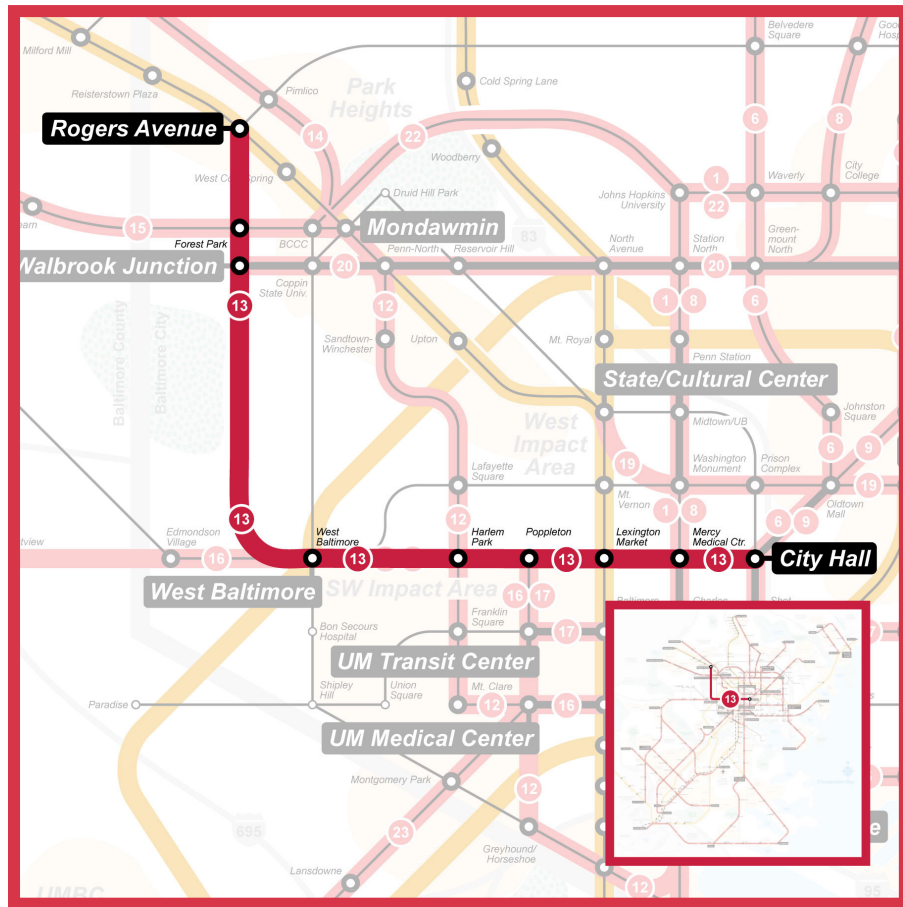 Belvedere
Square
Milford Mill
Cold Spring Lane
Reisterstown Plaza
Pimlico
Park
Heights
Rogers Avenue
14
22
6
8
Woodberry
West
Spring
Druid Hill Park
1
Waverly
City
College
Johns Hopkins
University
22
15
Mondawmin
83
Forest Park
BCCC
Penn-North
Reservoir Hill
North
Avenue
Station
North
Green-
mount
North
Walbrook Junction
20
20
Coppin
State Univ.
13
12
1
8
6
Baltimore County
Baltimore City
Sandtown-
Winchester
Upton
Mt. Royal
Penn Station
State/Cultural Center
West
Impact
Area
Midtown/UB
Johnston
Square
6
9
Lafayette
Square
19
Washington
Monument
Prison
Complex
19
Mt.
Vernon
Oldtown
Mall
13
12
1
8
6
9
Edmondson
Village
West
Baltimore
Harlem
Park
Poppleton
Lexington
Market
Mercy
Medical Ctr.
16
13
13
13
City Hall
West Baltimore
SW Impact Area
16
17
Franklin
Square
Bon Secours
Hospital
17
UM Transit Center
Shipley
Hill
Union
Square
Mt. Clare
Paradise
12
16
13
UM Medical Center
Montgomery Park
12
695
23
Greyhound/
Horseshoe
Lansdowne
12
UMBC
95